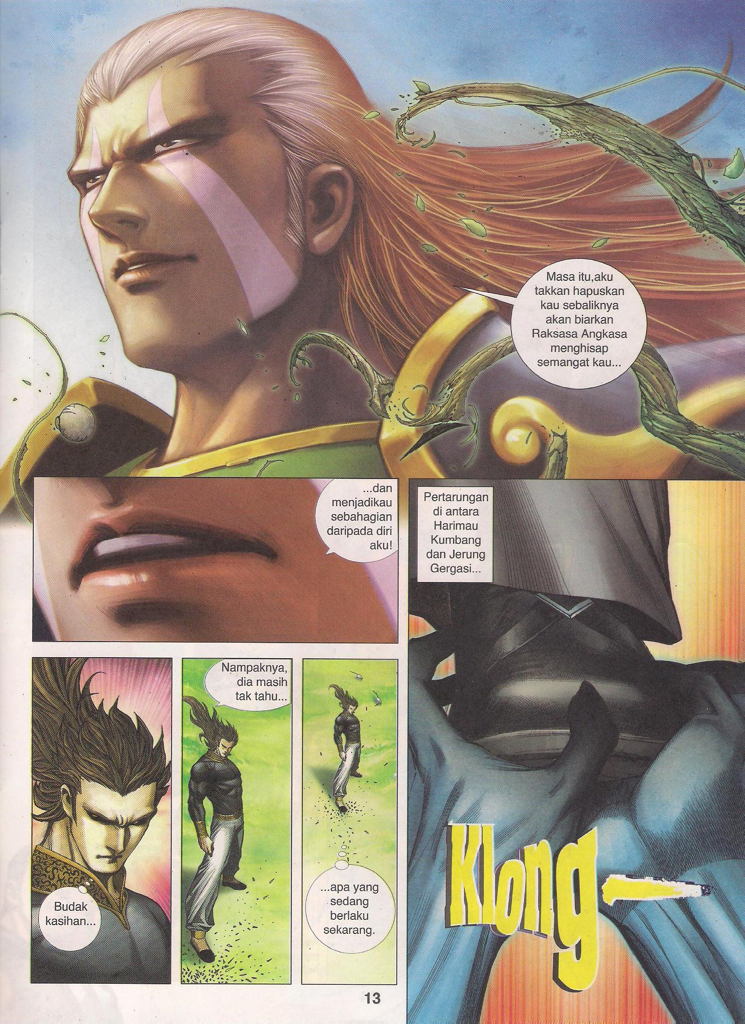 Masa itu,aku
takkan hapuskan
kau sebaliknya
akan biarkan
Raksasa Angkasa
menghisap
semangat kau...
...dan
menjadikau
sebahagian
daripada diri
aku!
Pertarungan
di antara
Harimau
Kumbang
dan Jerung
Gergasi...
Budak
kasihan...
Nampaknya,
dia masih
tak tahu...
...apa yang
sedang
berlaku
sekarang.
Klong
13